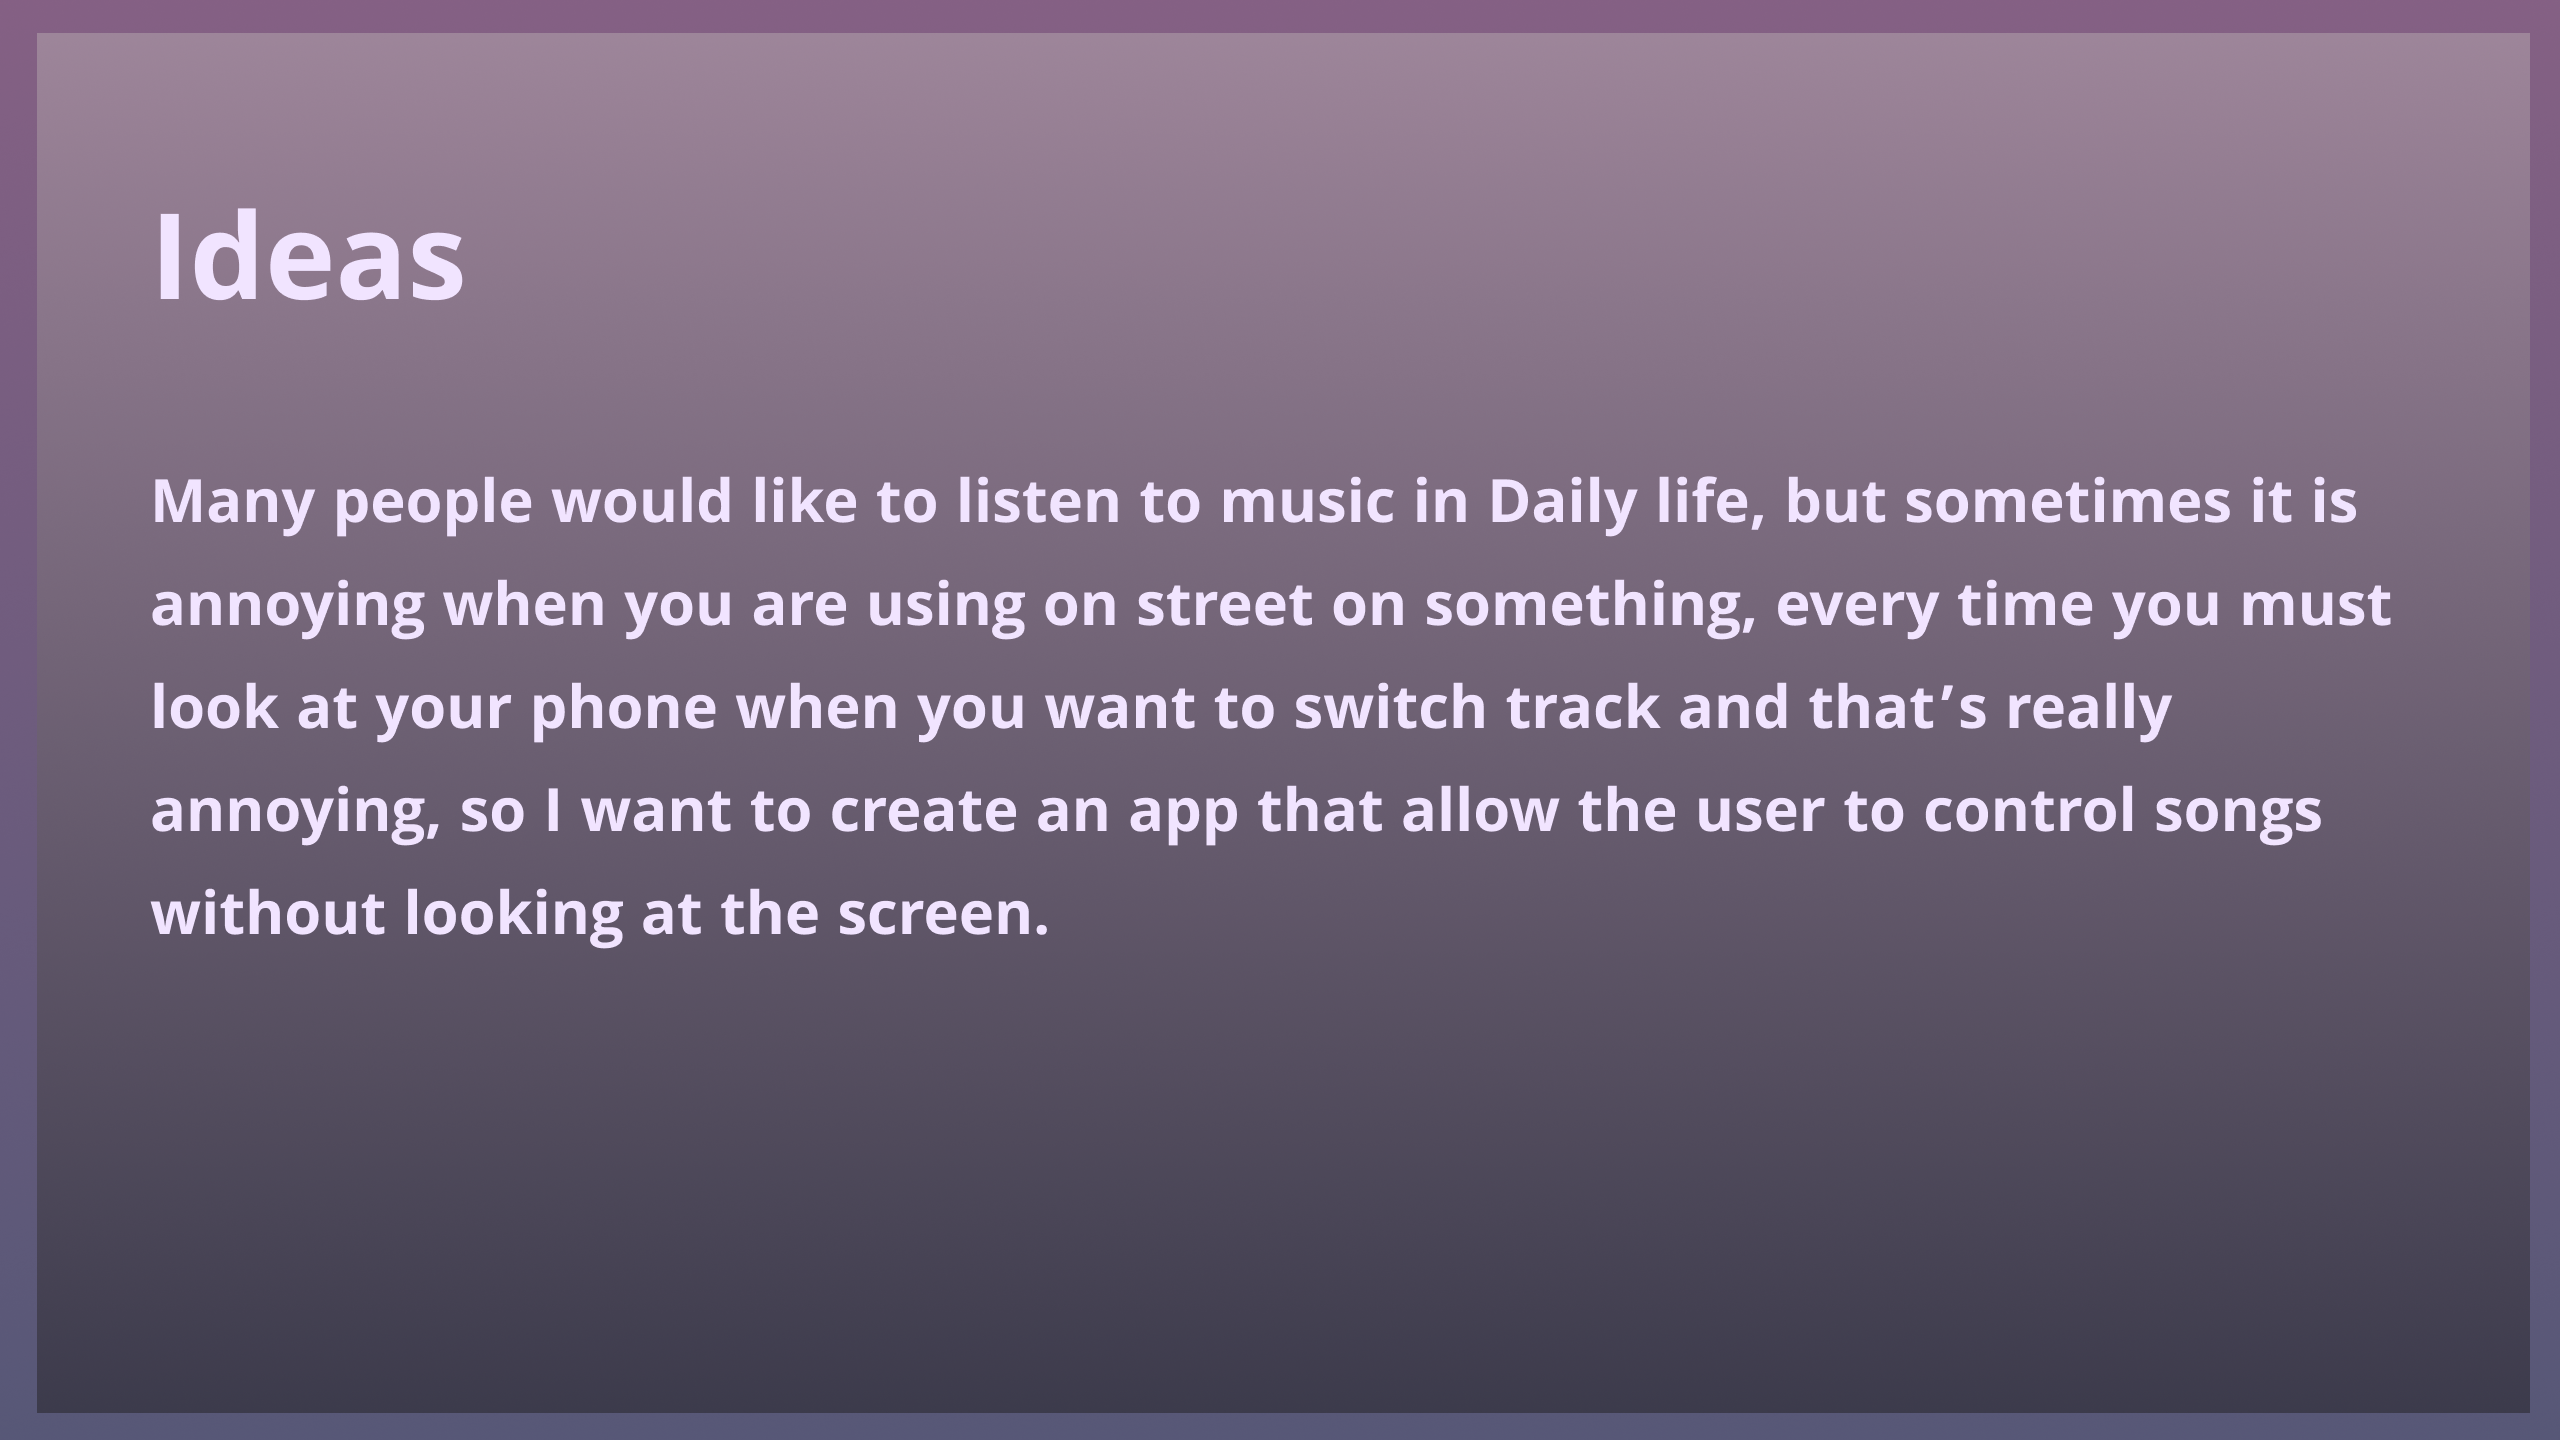 Ideas
Many people would like to listen to music in Daily life, but sometimes it is
annoying when you are using on street on something, every time you must
look at your phone when you want to switch track and that’s really
annoying, so I want to create an app that allow the user to control songs
without looking at the screen.